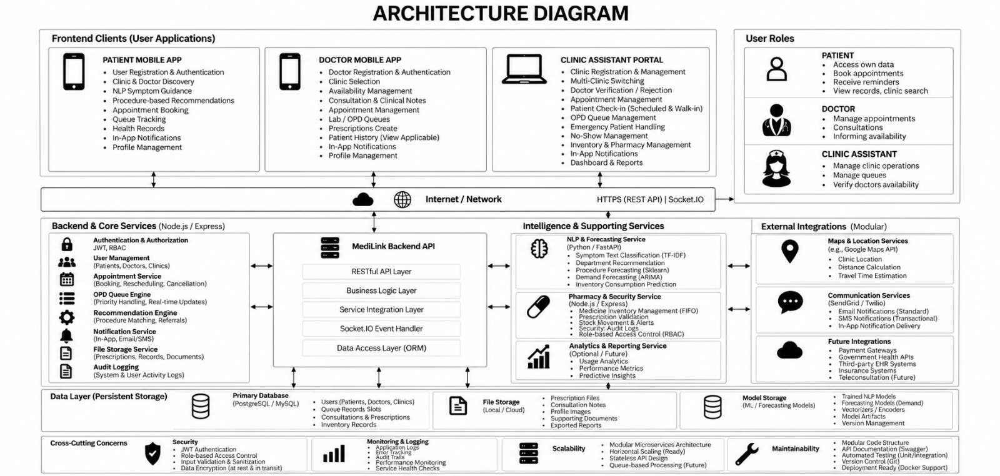 ARCHITECTURE DIAGRAM
Frontend Clients (User Applications)
PATIENT MOBILE APP
• User Registration & Authentication
• Clinic & Doctor Discovery
• NLP Symptom Guidance
• Procedure-based Recommendations
• Appointment Booking
• Queue Tracking
• Health Records
• In-App Notifications
• Profile Management
DOCTOR MOBILE APP
• Doctor Registration & Authentication
• Clinic Selection
• Availability Management
• Consultation & Clinical Notes
• Appointment Management
• Lab / OPD Queues
• Prescriptions Create
• Patient History (View Applicable)
• In-App Notifications
• Profile Management
CLINIC ASSISTANT PORTAL
• Clinic Registration & Management
• Multi-Clinic Switching
• Doctor Verification / Rejection
• Appointment Management
• Patient Check-in (Scheduled & Walk-in)
• OPD Queue Management
• Emergency Patient Handling
• No-Show Management
• Inventory & Pharmacy Management
• In-App Notifications
• Dashboard & Reports
User Roles
PATIENT
• Access own data
• Book appointments
• Receive reminders
• View records, clinic search
DOCTOR
• Manage appointments
• Consultations
• Informing availability
CLINIC ASSISTANT
• Manage clinic operations
• Manage queues
• Verify doctors availability
Internet / Network
HTTPS (REST API) | Socket.IO
Backend & Core Services (Node.js / Express)
Authentication & Authorization
JWT, RBAC
User Management
(Patients, Doctors, Clinics)
Appointment Service
(Booking, Rescheduling, Cancellation)
OPD Queue Engine
(Priority Handling, Real-time Updates)
Recommendation Engine
(Procedure Matching, Referrals)
Notification Service
(In-App, Email/SMS)
File Storage Service
(Prescriptions, Records, Documents)
Audit Logging
(System & User Activity Logs)
MediLink Backend API
RESTful API Layer
Business Logic Layer
Service Integration Layer
Socket.IO Event Handler
Data Access Layer (ORM)
Intelligence & Supporting Services
NLP & Forecasting Service
(Python / FastAPI)
• Symptom Text Classification (TF-IDF)
• Department Recommendation
• Procedure Forecasting (Sklearn)
• Demand Forecasting (ARIMA)
• Inventory Consumption Prediction
Pharmacy & Security Service
(Node.js / Express)
• Medicine Inventory Management (FIFO)
• Prescrición Validation
• Stock Movement & Alerts
• Security: Audit Logs
• Role-based Access Control (RBAC)
Analytics & Reporting Service
(Optional / Future)
• Usage Analytics
• Performance Metrics
• Predictive Insights
External Integrations (Modular)
Maps & Location Services
(e.g., Google Maps API)
• Clinic Location
• Distance Calculation
• Travel Time Estimation
Communication Services
(SendGrid / Twilio)
• Email Notifications (Standard)
• SMS Notifications (Transactional)
• In-App Notification Delivery
Future Integrations
• Payment Gateways
• Government Health APIs
• Third-party EHR Systems
• Insurance Systems
• Teleconsultation (Future)
Data Layer (Persistent Storage)
Primary Database
(PostgreSQL / MySQL)
• Users (Patients, Doctors, Clinics)
• Queue Records Slots
• Consultations & Prescriptions
• Inventory Records
File Storage
(Local / Cloud)
• Prescription Files
• Consultation Notes
• Profile Images
• Supporting Documents
• Exported Reports
Model Storage
(ML / Forecasting Models)
• Trained NLP Models
• Forecasting Models (Demand)
• Vectorizers / Encoders
• Model Artifacts
• Version Management
Cross-Cutting Concerns
Security
• JWT Authentication
• Role-based Access Control
• Input Validation & Sanitization
• Data Encryption (at rest & in transit)
Monitoring & Logging
• Application Logs
• Error Tracking
• Audit Trails
• Performance Monitoring
• Service Health Checks
Scalability
• Modular Microservices Architecture
• Horizontal Scaling (Ready)
• Stateless API Design
• Queue-based Processing (Future)
Maintainability
• Modular Code Structure
• API Documentation (Swagger)
• Automated Testing (Unit/Integration)
• Version Control (Git)
• Deployment Ready (Docker Support)